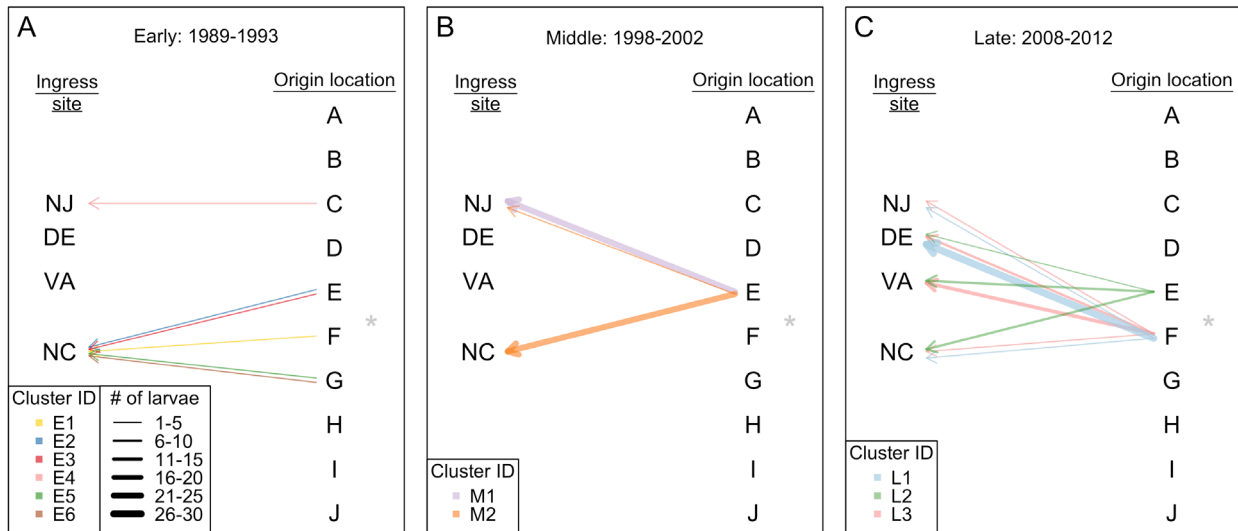 A
Early: 1989-1993
Ingress
site
Origin location
A
B
C
D
E
F
G
H
I
J
*
NJ
DE
VA
NC
Cluster ID
E1
E2
E3
E4
E5
E6
# of larvae
1-5
6-10
11-15
16-20
21-25
26-30
B
Middle: 1998-2002
Ingress
site
Origin location
A
B
C
D
E
F
G
H
I
J
*
NJ
DE
VA
NC
Cluster ID
M1
M2
C
Late: 2008-2012
Ingress
site
Origin location
A
B
C
D
E
F
G
H
I
J
*
NJ
DE
VA
NC
Cluster ID
L1
L2
L3